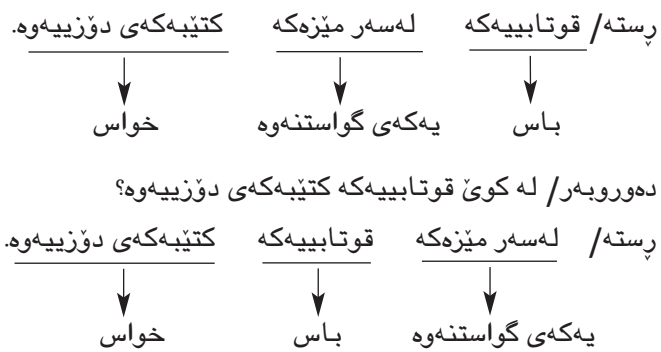 ڕستە/ قوتابییەکە لەسەر مێزەکە کتێبەکەی دۆزییەوە.
باس یەکەی گواستنەوە خواس
دەوروبەر/ لە کوێ قوتابییەکە کتێبەکەی دۆزییەوە؟
ڕستە/ لەسەر مێزەکە قوتابییەکە کتێبەکەی دۆزییەوە.
یەکەی گواستنەوە باس خواس